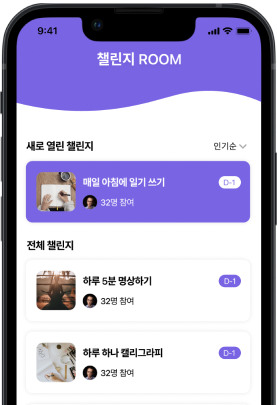 9:41
챌린지 ROOM
새로 열린 챌린지
인기순
매일 아침에 일기 쓰기
D-1
32명 참여
전체 챌린지
하루 5분 명상하기
D-1
32명 참여
하루 하나 캘리그라피
D-1
32명 참여